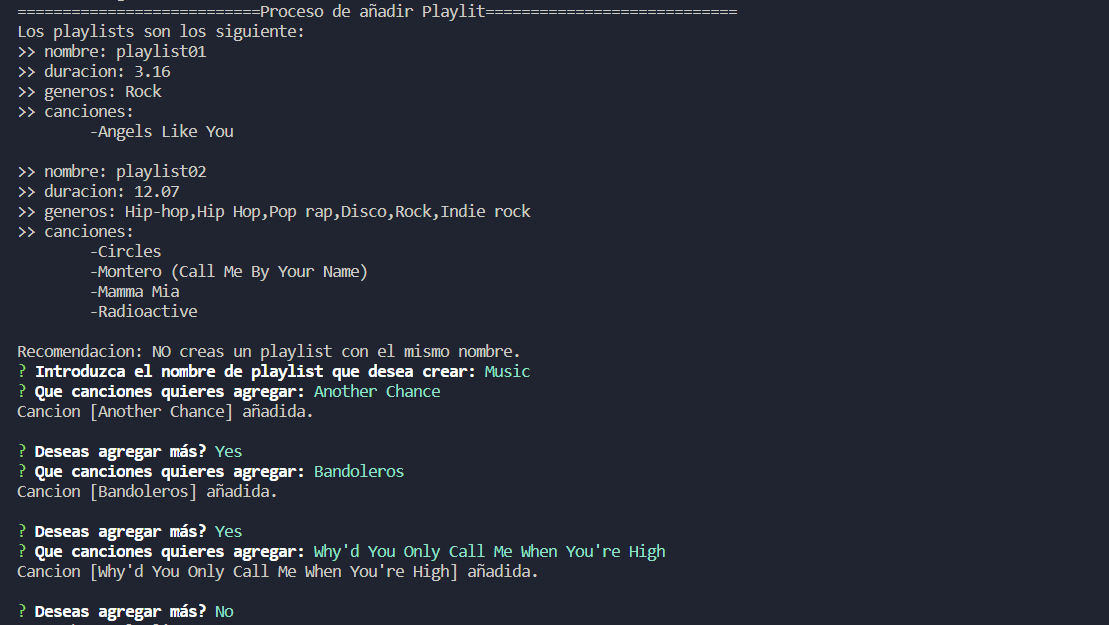 ===========================Proceso de añadir Playlit============================
Los playlists son los siguiente:
>> nombre: playlist01
>> duracion: 3.16
>> generos: Rock
>> canciones:
-Angels Like You
>> nombre: playlist02
>> duracion: 12.07
>> generos: Hip-hop,Hip Hop,Pop rap,Disco,Rock,Indie rock
>> canciones:
-Circles
-Montero (Call Me By Your Name)
-Mamma Mia
-Radioactive
Recomendacion: NO creas un playlist con el mismo nombre.
? Introduzca el nombre de playlist que desea crear: Music
? Que canciones quieres agregar: Another Chance
Cancion [Another Chance] añadida.
? Deseas agregar más? Yes
? Que canciones quieres agregar: Bandoleros
Cancion [Bandoleros] añadida.
? Deseas agregar más? Yes
? Que canciones quieres agregar: Why'd You Only Call Me When You're High
Cancion [Why'd You Only Call Me When You're High] añadida.
? Deseas agregar más? No